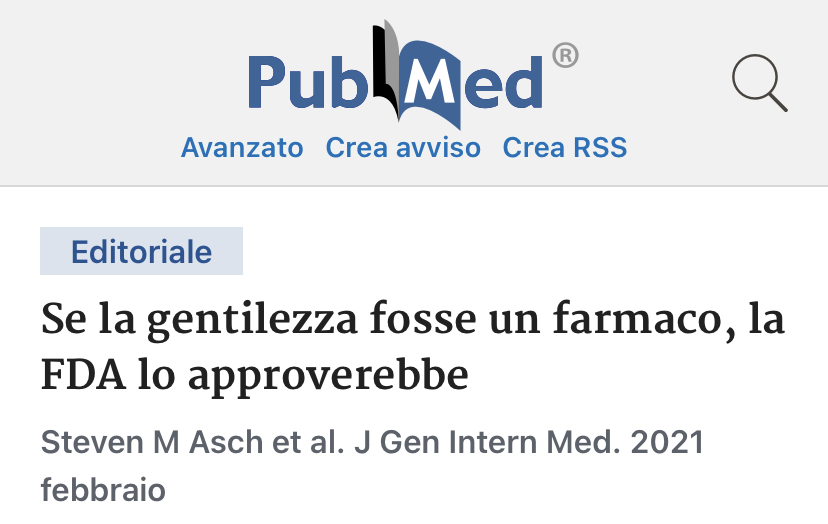 PubMed®
Avanzato Crea avviso Crea RSS
Editoriale
Se la gentilezza fosse un farmaco, la
FDA lo approverebbe
Steven M Asch et al. J Gen Intern Med. 2021
febbraio